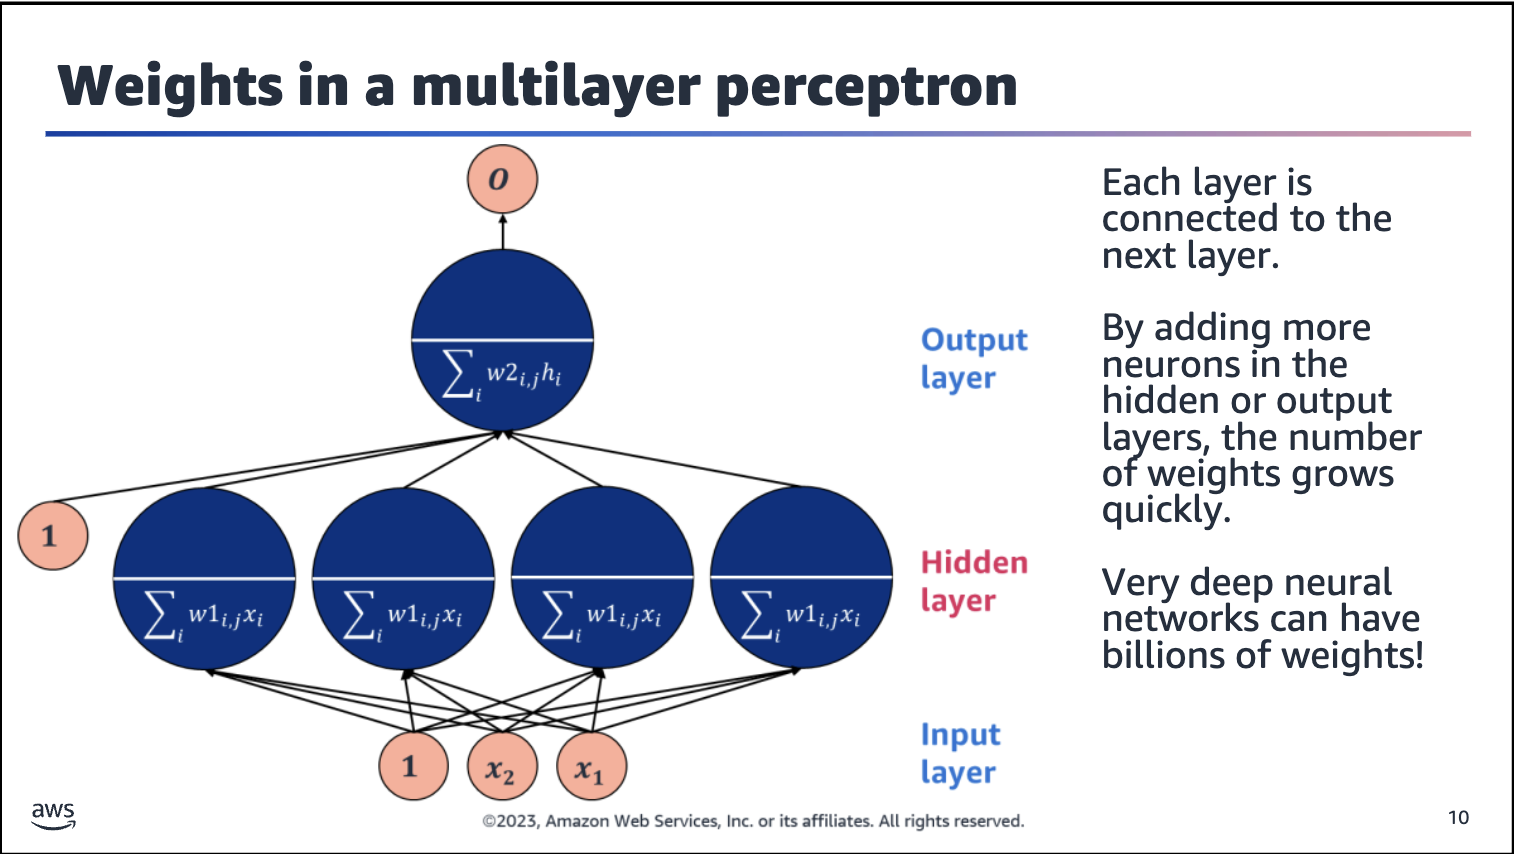 Weights in a multilayer perceptron
O
∑i w2i,jhi
Output
layer
1
∑i w1i,jxi
∑i w1i,jxi
∑i w1i,jxi
∑i w1i,jxi
Hidden
layer
1
x2
x1
Input
layer
Each layer is
connected to the
next layer.
By adding more
neurons in the
hidden or output
layers, the number
of weights grows
quickly.
Very deep neural
networks can have
billions of weights!
aws
©2023, Amazon Web Services, Inc. or its affiliates. All rights reserved.
10